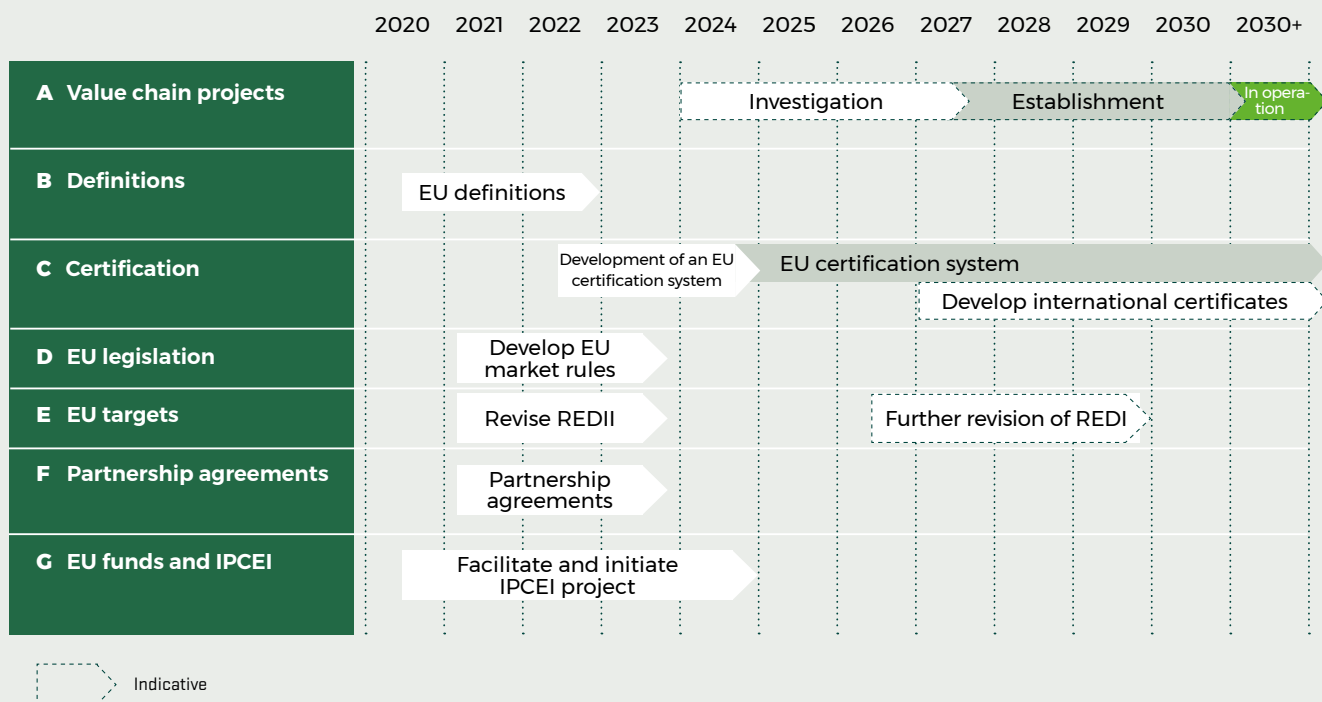 2020 2021 2022 2023 2024 2025 2026 2027 2028 2029 2030 2030+
A Value chain projects
Investigation
Establishment
In opera-
tion
B Definitions
EU definitions
C Certification
Development of an EU
certification system
EU certification system
Develop international certificates
D EU legislation
Develop EU
market rules
E EU targets
Revise REDII
Further revision of REDI
F Partnership agreements
Partnership
agreements
G EU funds and IPCEI
Facilitate and initiate
IPCEI project
Indicative